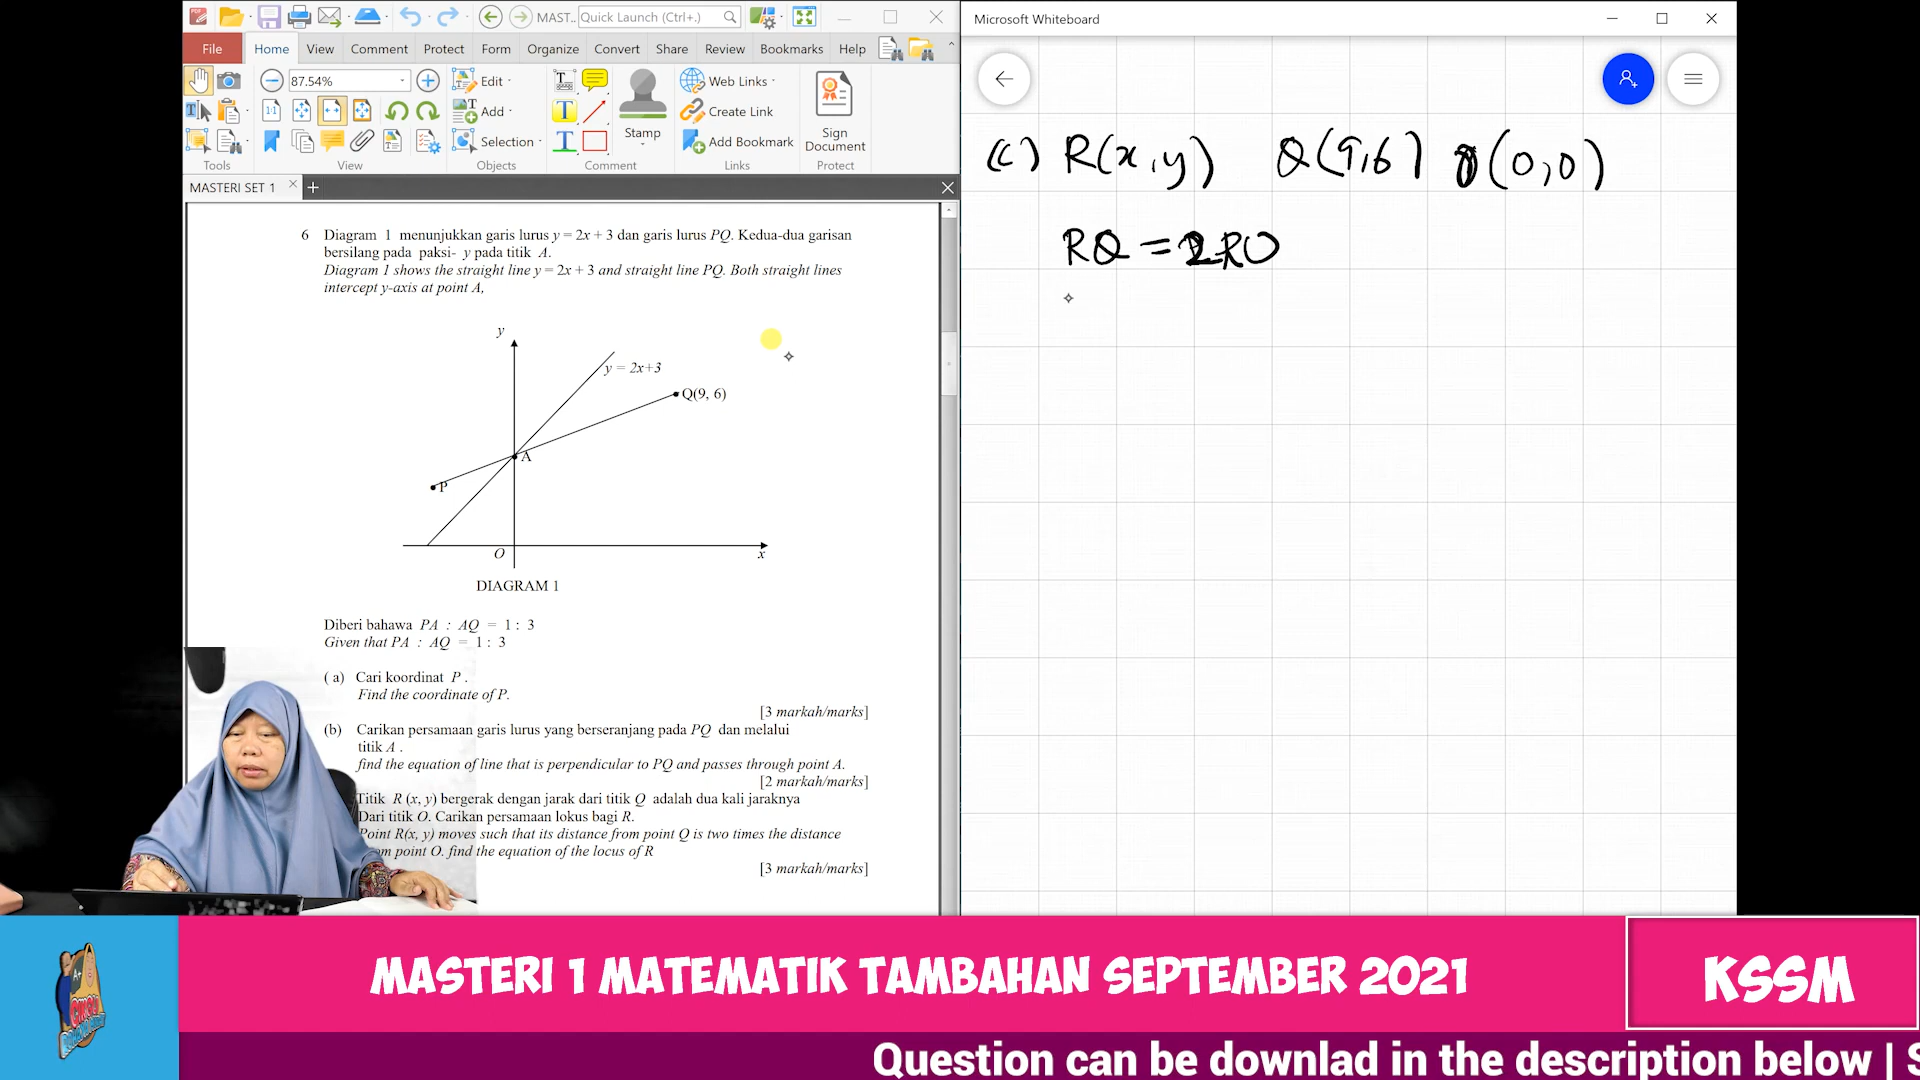 MAST..
Quick Launch (Ctrl+.)
File Home View Comment Protect Form Organize Convert Share Review Bookmarks Help
87.54%
Edit
Add
Selection
Stamp
Web Links
Create Link
Add Bookmark
Sign
Document
Tools View Objects Comment Links Protect
MASTERI SET 1
6 Diagram 1 menunjukkan garis lurus y = 2x + 3 dan garis lurus PQ. Kedua-dua garisan
bersilang pada paksi- y pada titik A.
Diagram 1 shows the straight line y = 2x + 3 and straight line PQ. Both straight lines
intercept y-axis at point A,
y
y = 2x+3
Q(9, 6)
A
P
O
x
DIAGRAM 1
Diberi bahawa PA : AQ = 1 : 3
Given that PA : AQ = 1 : 3
( a) Cari koordinat P .
Find the coordinate of P.
[3 markah/marks]
(b) Carikan persamaan garis lurus yang berseranjang pada PQ dan melalui
titik A .
find the equation of line that is perpendicular to PQ and passes through point A.
[2 markah/marks]
Titik R (x, y) bergerak dengan jarak dari titik Q adalah dua kali jaraknya
Dari titik O. Carikan persamaan lokus bagi R.
Point R(x, y) moves such that its distance from point Q is two times the distance
om point O. find the equation of the locus of R
[3 markah/marks]
Microsoft Whiteboard
(c) R(x,y) Q(9,6) O(0,0)
RQ = 2RO
A+
MASTERI 1 MATEMATIK TAMBAHAN SEPTEMBER 2021
KSSM
Question can be downlad in the description below | S